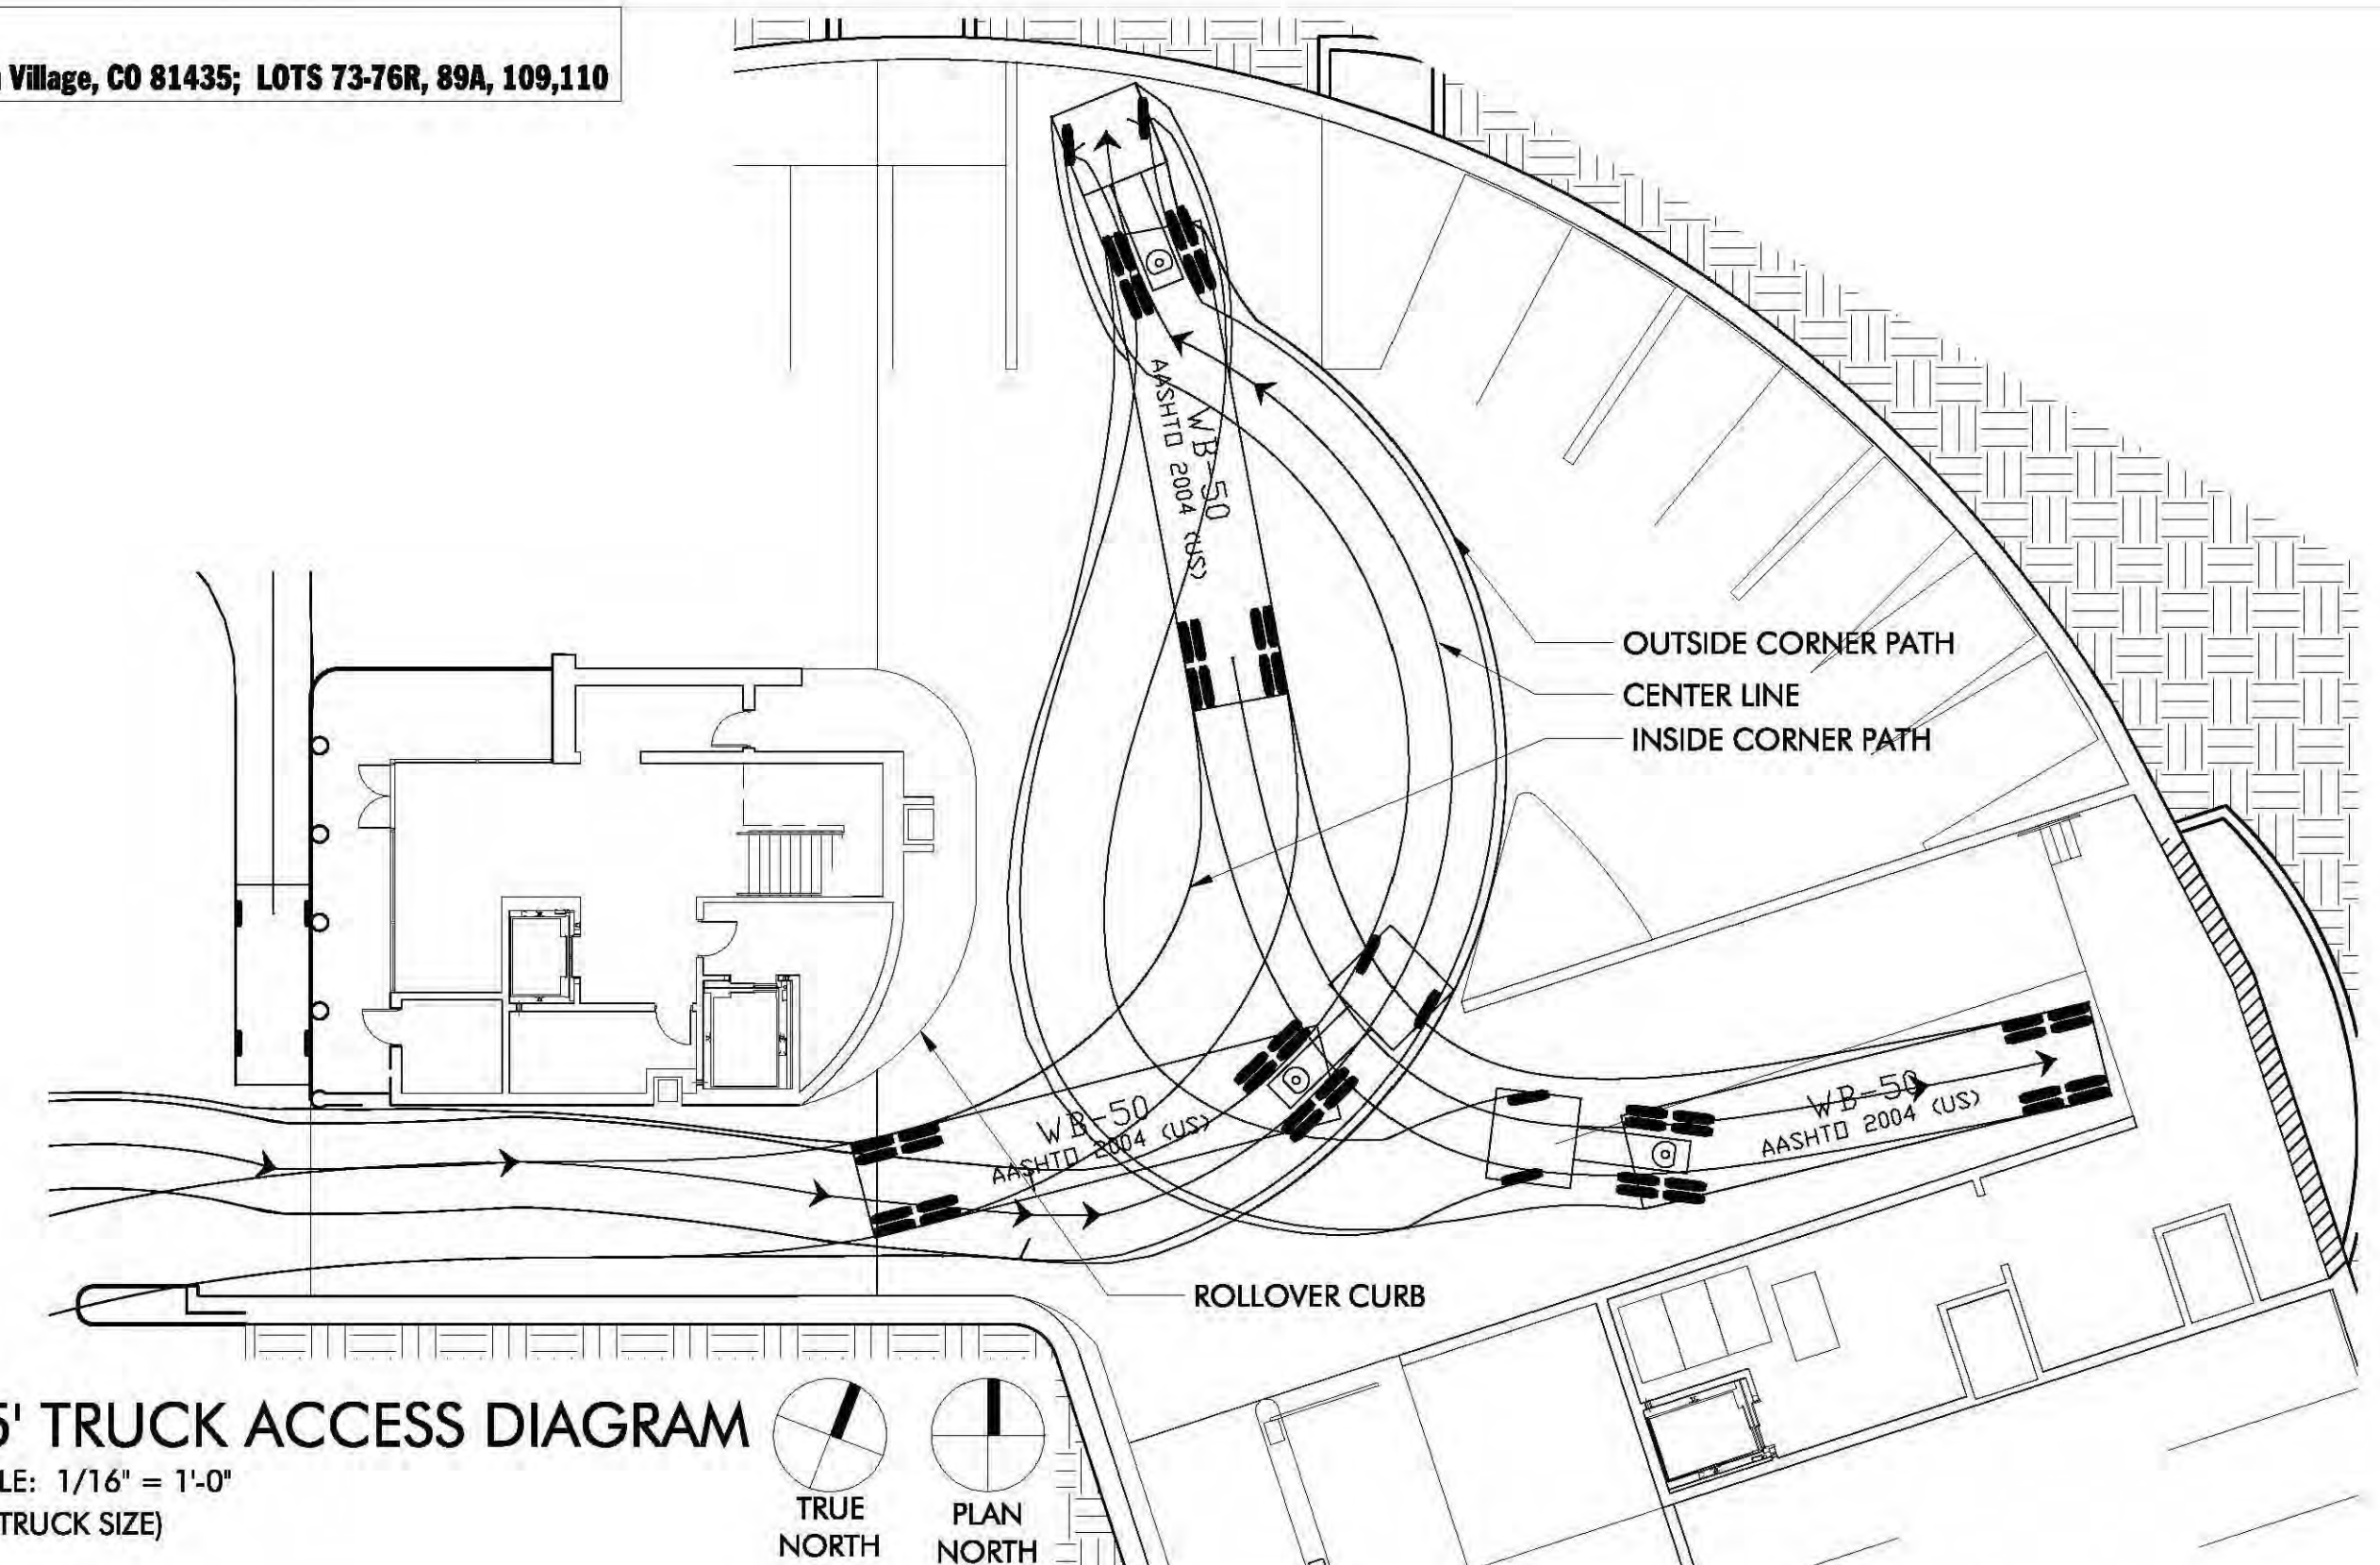 Village, CO 81435; LOTS 73-76R, 89A, 109,110
WB-50
AASHTO 2004 (US)
OUTSIDE CORNER PATH
CENTER LINE
INSIDE CORNER PATH
WB-50
AASHTO 2004 (US)
WB-50
AASHTO 2004 (US)
ROLLOVER CURB
5' TRUCK ACCESS DIAGRAM
LE: 1/16" = 1'-0"
TRUCK SIZE)
TRUE
NORTH
PLAN
NORTH